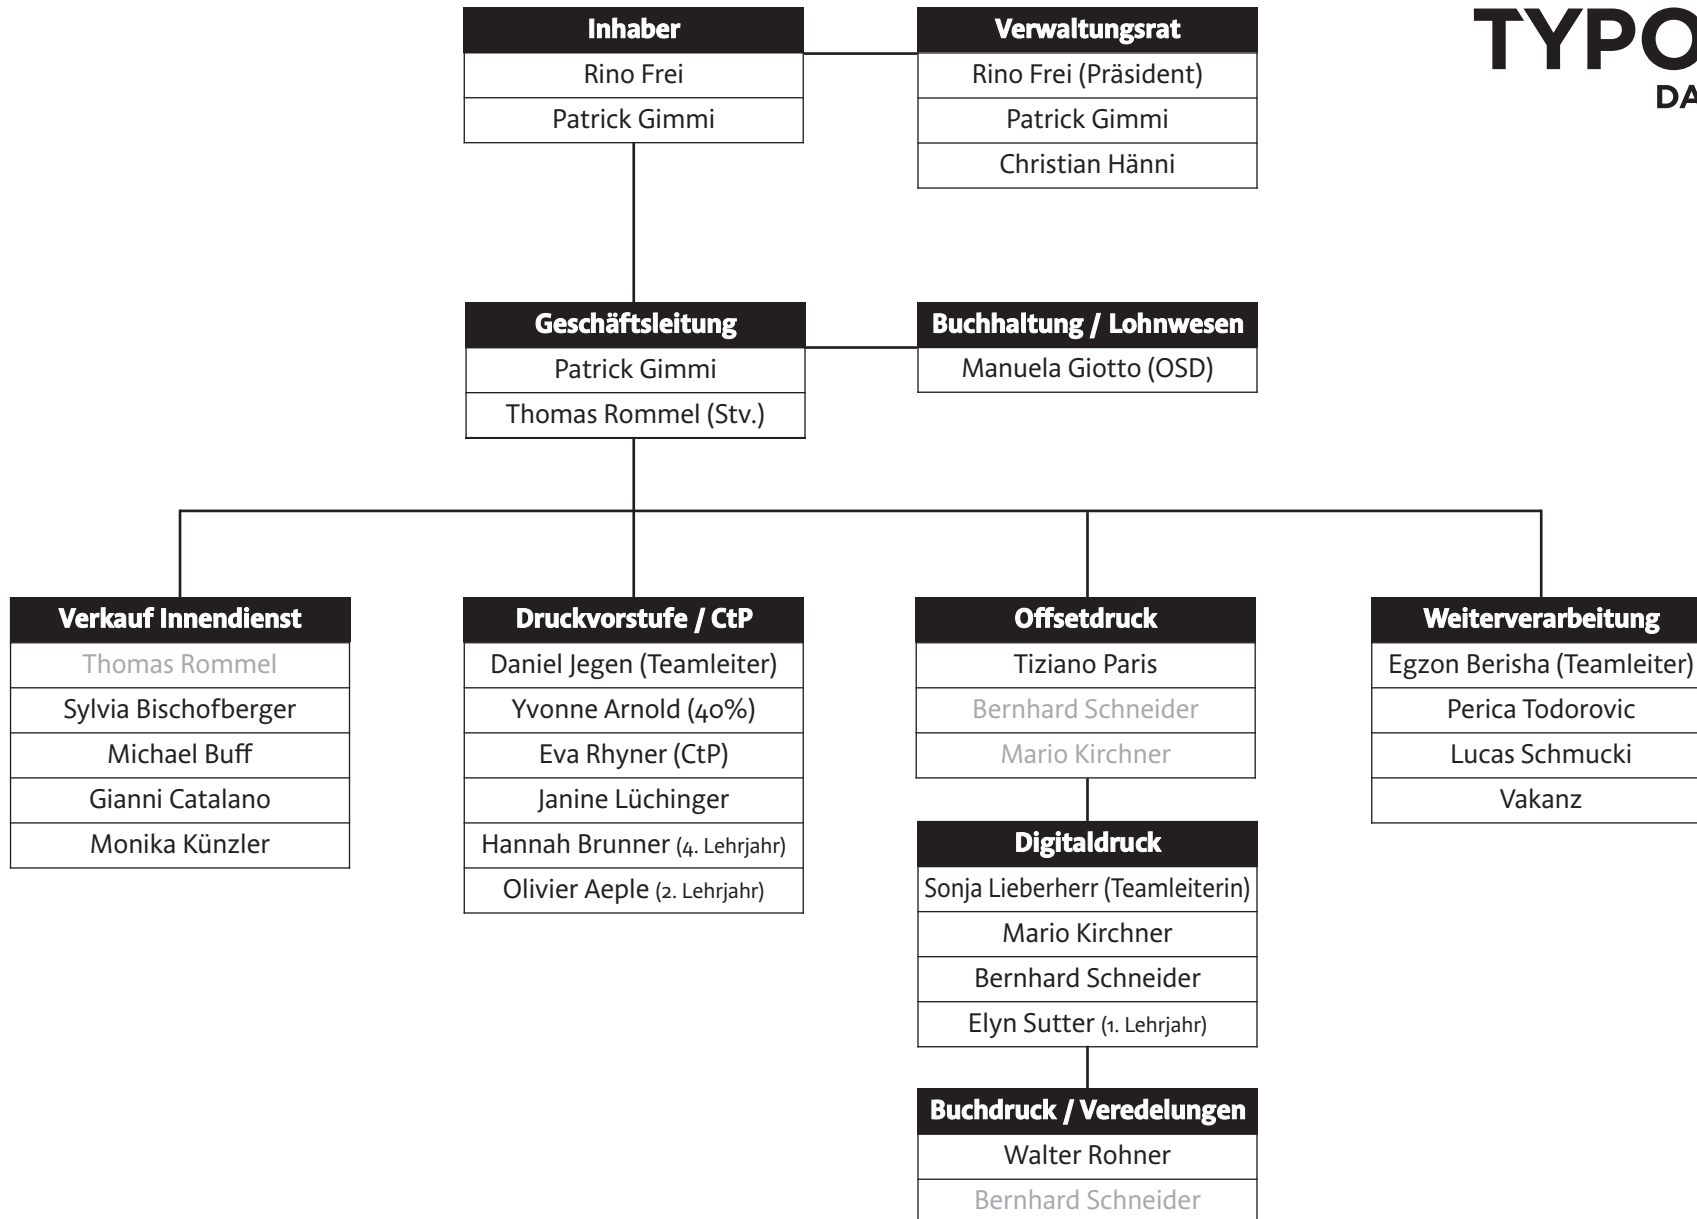 Inhaber
Rino Frei
Patrick Gimmi
Verwaltungsrat
Rino Frei (Präsident)
Patrick Gimmi
Christian Hänni
TYPO
DA
Geschäftsleitung
Patrick Gimmi
Thomas Rommel (Stv.)
Buchhaltung / Lohnwesen
Manuela Giotto (OSD)
Verkauf Innendienst
Thomas Rommel
Sylvia Bischofberger
Michael Buff
Gianni Catalano
Monika Künzler
Druckvorstufe / CtP
Daniel Jegen (Teamleiter)
Yvonne Arnold (40%)
Eva Rhyner (CtP)
Janine Lüchinger
Hannah Brunner (4. Lehrjahr)
Olivier Aeple (2. Lehrjahr)
Offsetdruck
Tiziano Paris
Bernhard Schneider
Mario Kirchner
Digitaldruck
Sonja Lieberherr (Teamleiterin)
Mario Kirchner
Bernhard Schneider
Elyn Sutter (1. Lehrjahr)
Buchdruck / Veredelungen
Walter Rohner
Bernhard Schneider
Weiterverarbeitung
Egzon Berisha (Teamleiter)
Perica Todorovic
Lucas Schmucki
Vakanz